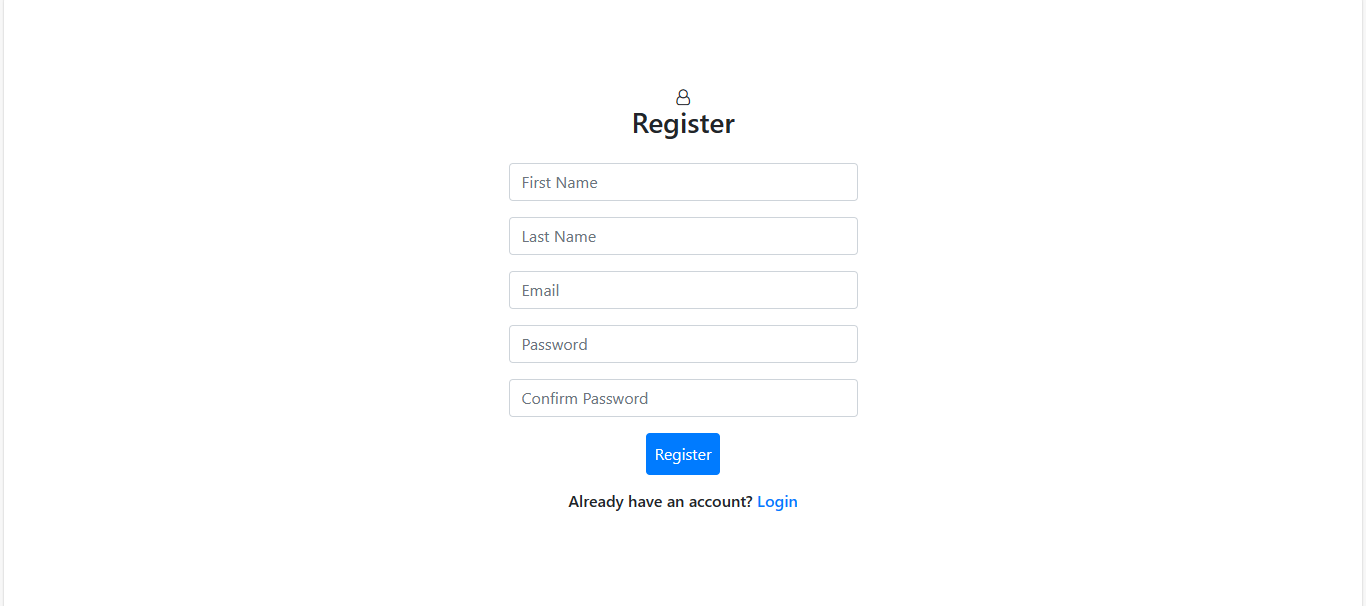 Register
First Name
Last Name
Email
Password
Confirm Password
Register
Already have an account? Login